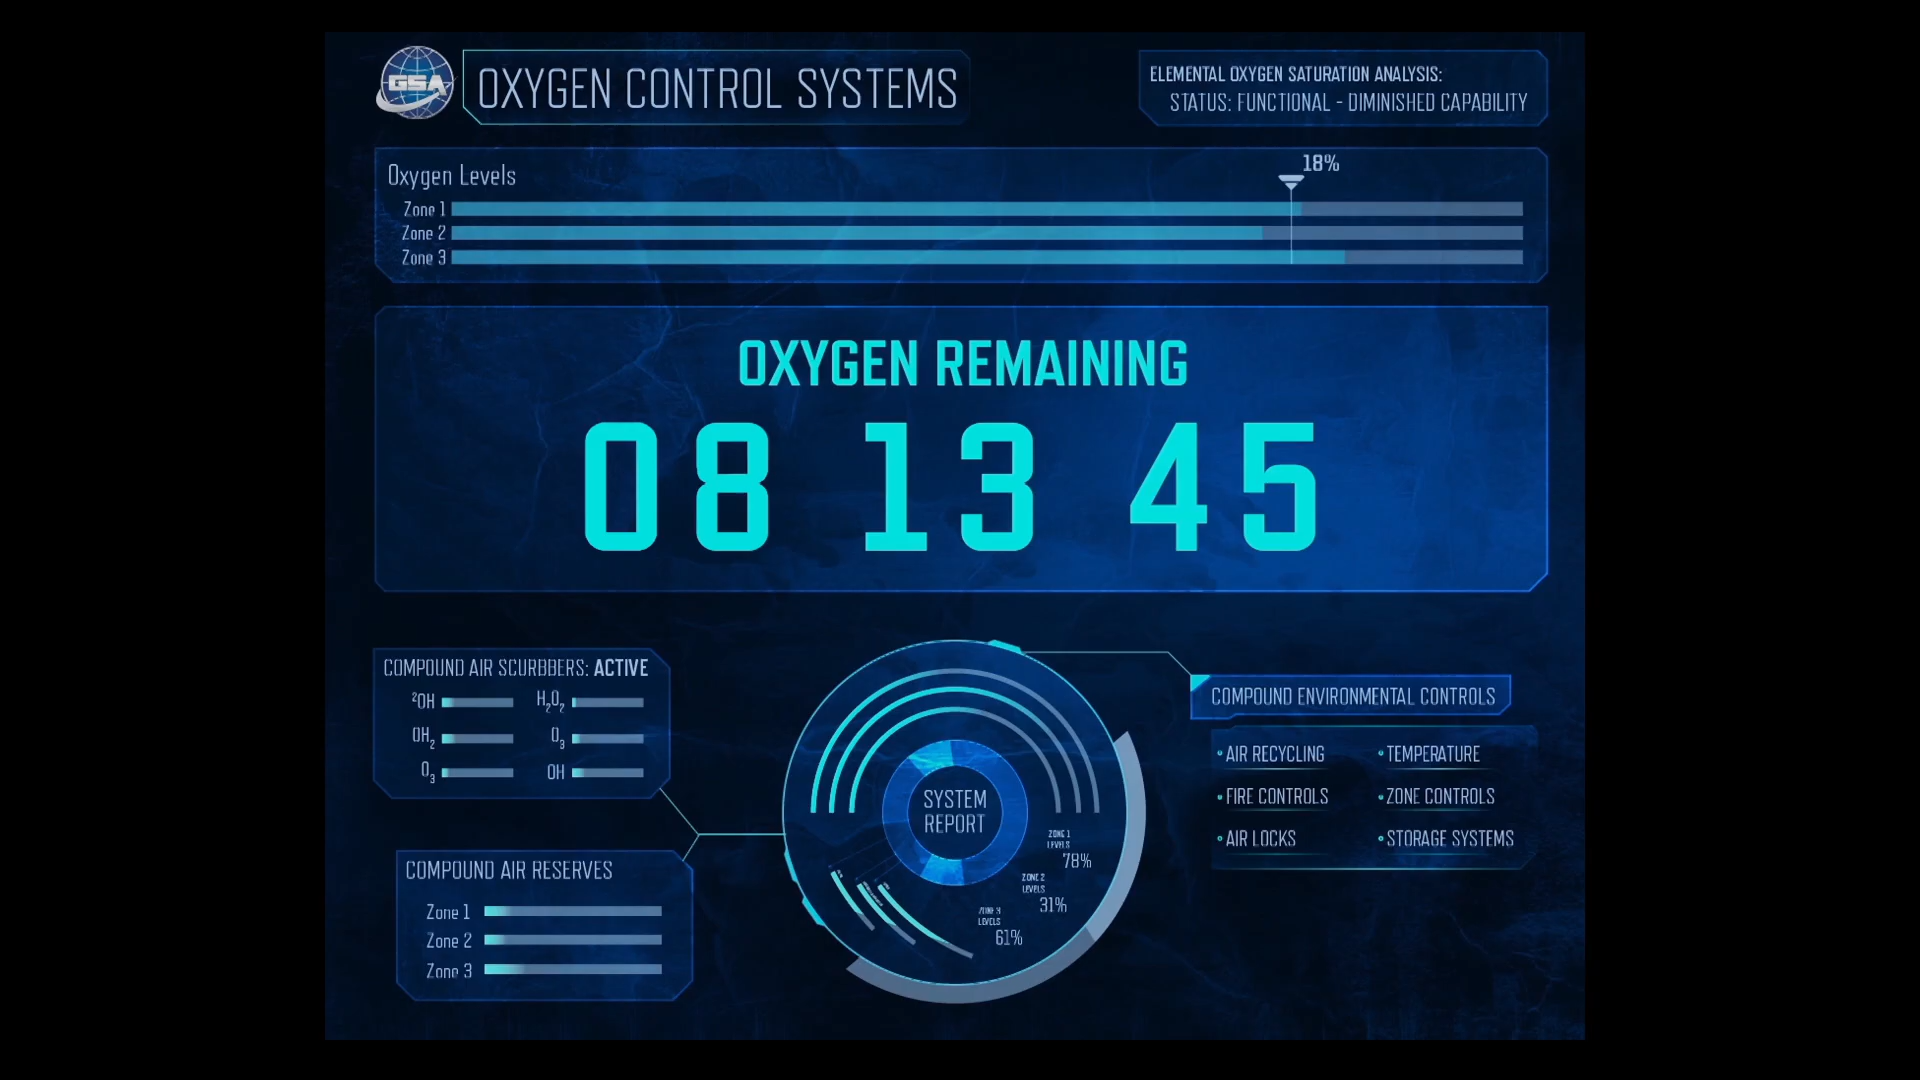 GSA
OXYGEN CONTROL SYSTEMS
ELEMENTAL OXYGEN SATURATION ANALYSIS:
STATUS: FUNCTIONAL - DIMINISHED CAPABILITY
Oxygen Levels
18%
Zone 1
Zone 2
Zone 3
OXYGEN REMAINING
08 13 45
COMPOUND AIR SCURBBERS: ACTIVE
²OH
H₂O₂
OH₂
O₃
O₃
OH
COMPOUND AIR RESERVES
Zone 1
Zone 2
Zone 3
SYSTEM
REPORT
ZONE 1
LEVELS
78%
ZONE 2
LEVELS
31%
ZONE 3
LEVELS
61%
COMPOUND ENVIRONMENTAL CONTROLS
• AIR RECYCLING
• TEMPERATURE
• FIRE CONTROLS
• ZONE CONTROLS
• AIR LOCKS
• STORAGE SYSTEMS